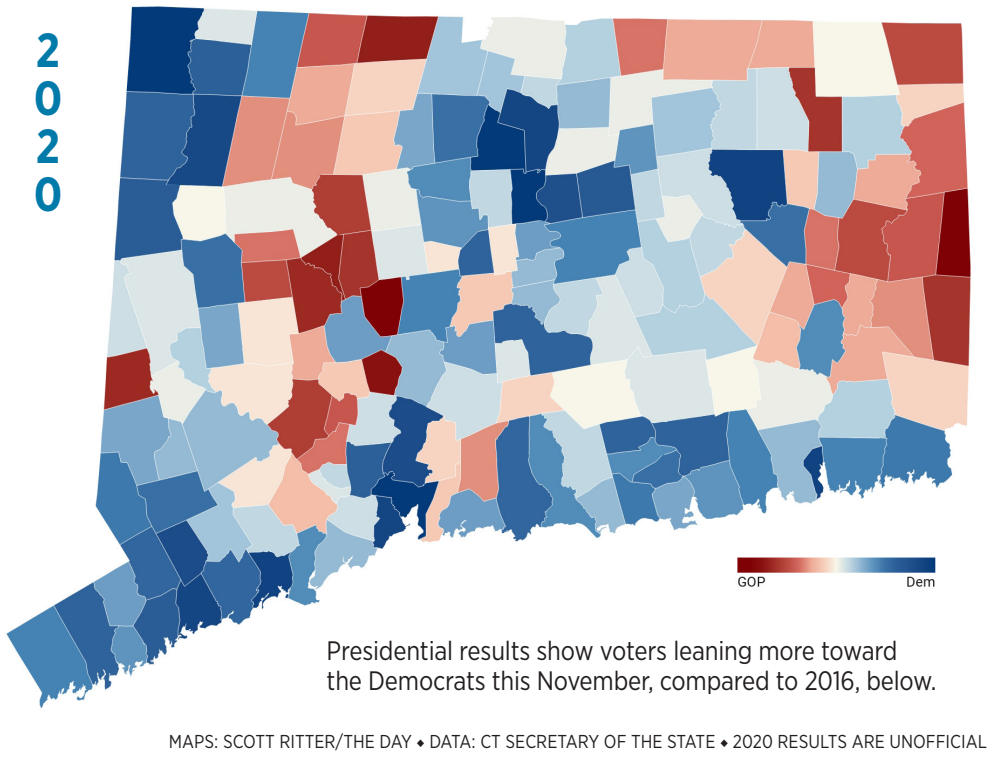 2
0
2
0
GOP Dem
Presidential results show voters leaning more toward
the Democrats this November, compared to 2016, below.
MAPS: SCOTT RITTER/THE DAY ◆ DATA: CT SECRETARY OF THE STATE ◆ 2020 RESULTS ARE UNOFFICIAL